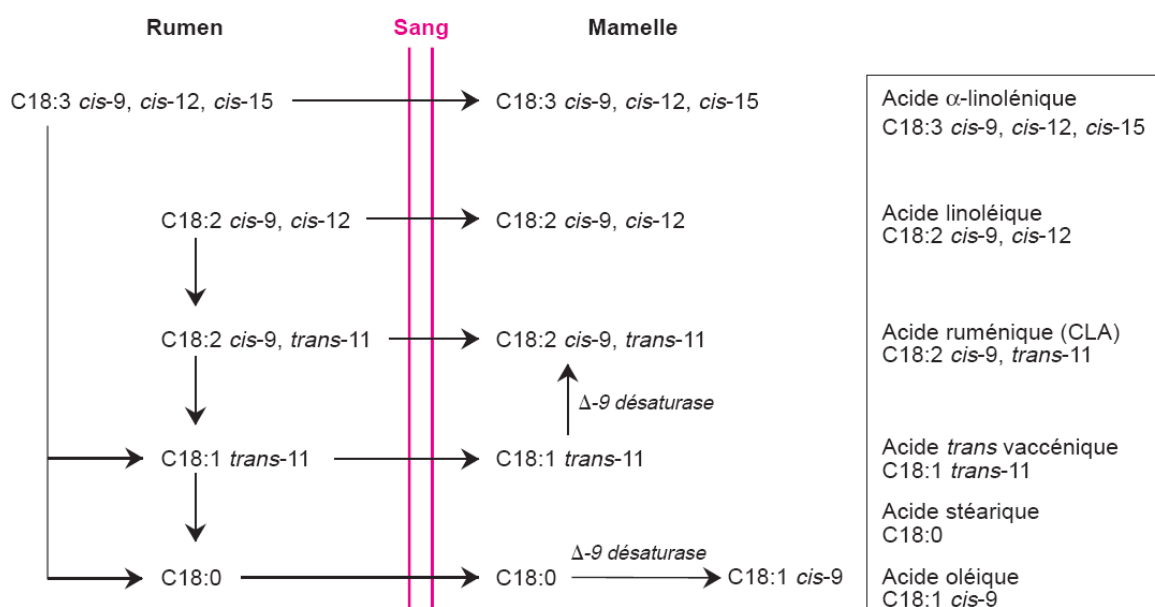 Rumen Sang Mamelle
C18:3 cis-9, cis-12, cis-15 C18:3 cis-9, cis-12, cis-15
C18:2 cis-9, cis-12 C18:2 cis-9, cis-12
C18:2 cis-9, trans-11 C18:2 cis-9, trans-11
Δ-9 désaturase
C18:1 trans-11 C18:1 trans-11
Δ-9 désaturase
C18:0 C18:0 C18:1 cis-9
Acide α-linolénique
C18:3 cis-9, cis-12, cis-15
Acide linoléique
C18:2 cis-9, cis-12
Acide ruménique (CLA)
C18:2 cis-9, trans-11
Acide trans vaccénique
C18:1 trans-11
Acide stéarique
C18:0
Acide oléique
C18:1 cis-9